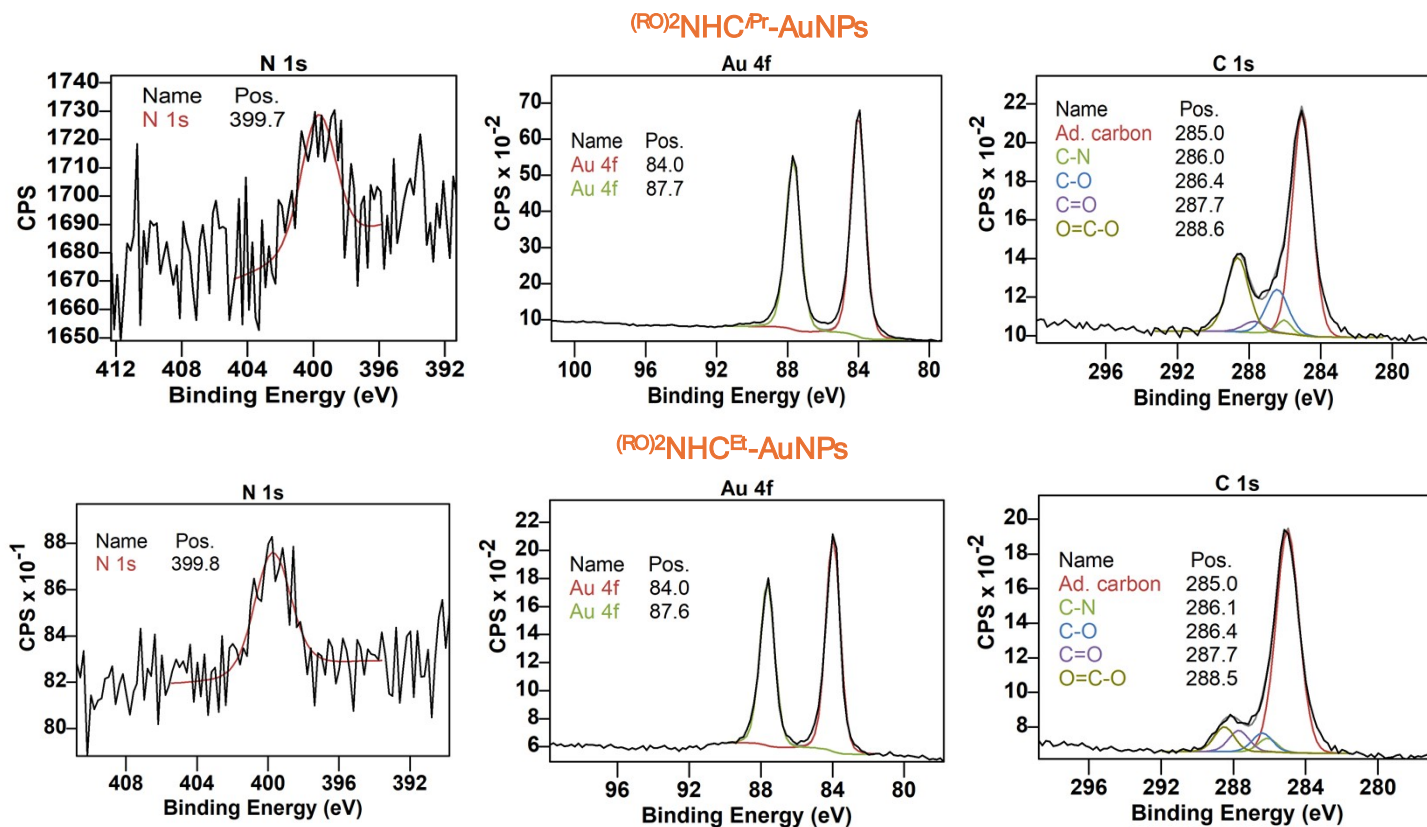 (RO)2NHCiPr-AuNPs
N 1s
CPS
1740
1730
1720
1710
1700
1690
1680
1670
1660
1650
Name Pos.
N 1s 399.7
412 408 404 400 396 392
Binding Energy (eV)
Au 4f
CPS x 10-2
70
60
50
40
30
20
10
Name Pos.
Au 4f 84.0
Au 4f 87.7
100 96 92 88 84 80
Binding Energy (eV)
C 1s
CPS x 10-2
22
20
18
16
14
12
10
Name Pos.
Ad. carbon 285.0
C-N 286.0
C-O 286.4
C=O 287.7
O=C-O 288.6
296 292 288 284 280
Binding Energy (eV)
(RO)2NHCEt-AuNPs
N 1s
CPS x 10-1
88
86
84
82
80
Name Pos.
N 1s 399.8
408 404 400 396 392
Binding Energy (eV)
Au 4f
CPS x 10-2
22
20
18
16
14
12
10
8
6
Name Pos.
Au 4f 84.0
Au 4f 87.6
96 92 88 84 80
Binding Energy (eV)
C 1s
CPS x 10-2
20
18
16
14
12
10
8
Name Pos.
Ad. carbon 285.0
C-N 286.1
C-O 286.4
C=O 287.7
O=C-O 288.5
296 292 288 284 280
Binding Energy (eV)